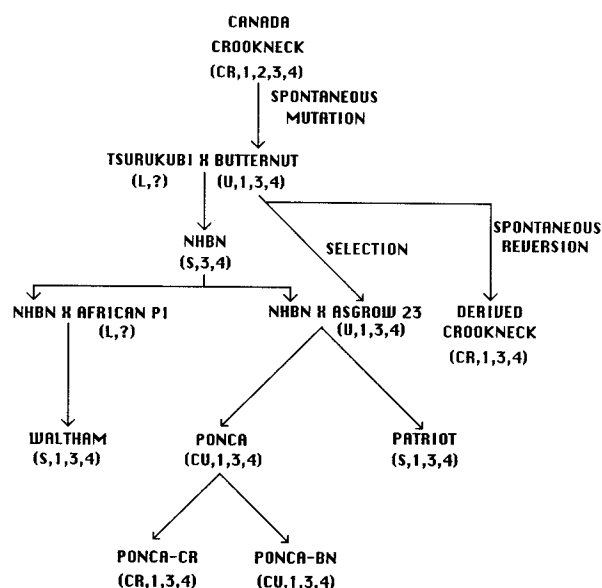 CANADA
CROOKNECK
(CR,1,2,3,4)
SPONTANEOUS
MUTATION
TSURUKUBI X BUTTERNUT
(L,?) (U,1,3,4)
NHBN
(S,3,4)
SELECTION
SPONTANEOUS
REVERSION
NHBN X AFRICAN PI
(L,?)
NHBN X ASGROW 23
(U,1,3,4)
DERIVED
CROOKNECK
(CR,1,3,4)
WALTHAM
(S,1,3,4)
PONCA
(CU,1,3,4)
PATRIOT
(S,1,3,4)
PONCA-CR
(CR,1,3,4)
PONCA-BN
(CU,1,3,4)